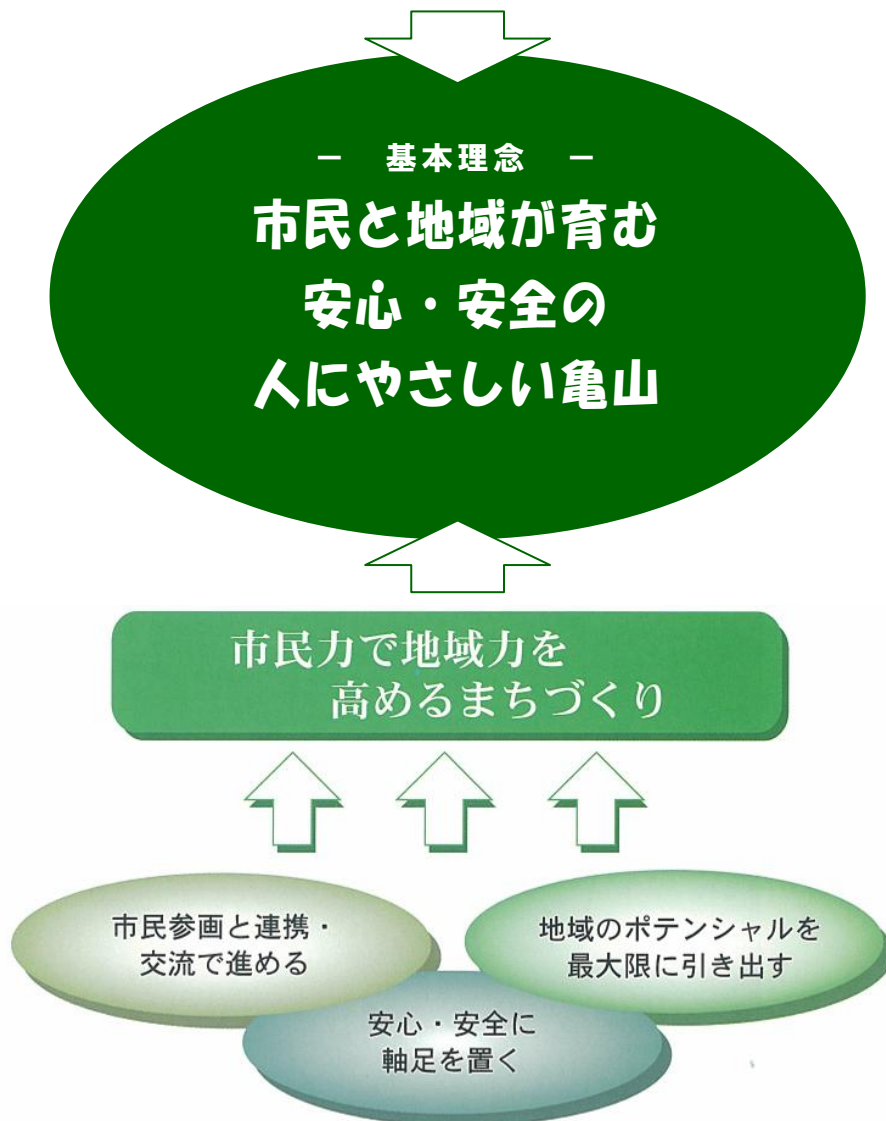 － 基本理念 －
市民と地域が育む
安心・安全の
人にやさしい亀山
市民力で地域力を
高めるまちづくり
市民参画と連携・
交流で進める
地域のポテンシャルを
最大限に引き出す
安心・安全に
軸足を置く